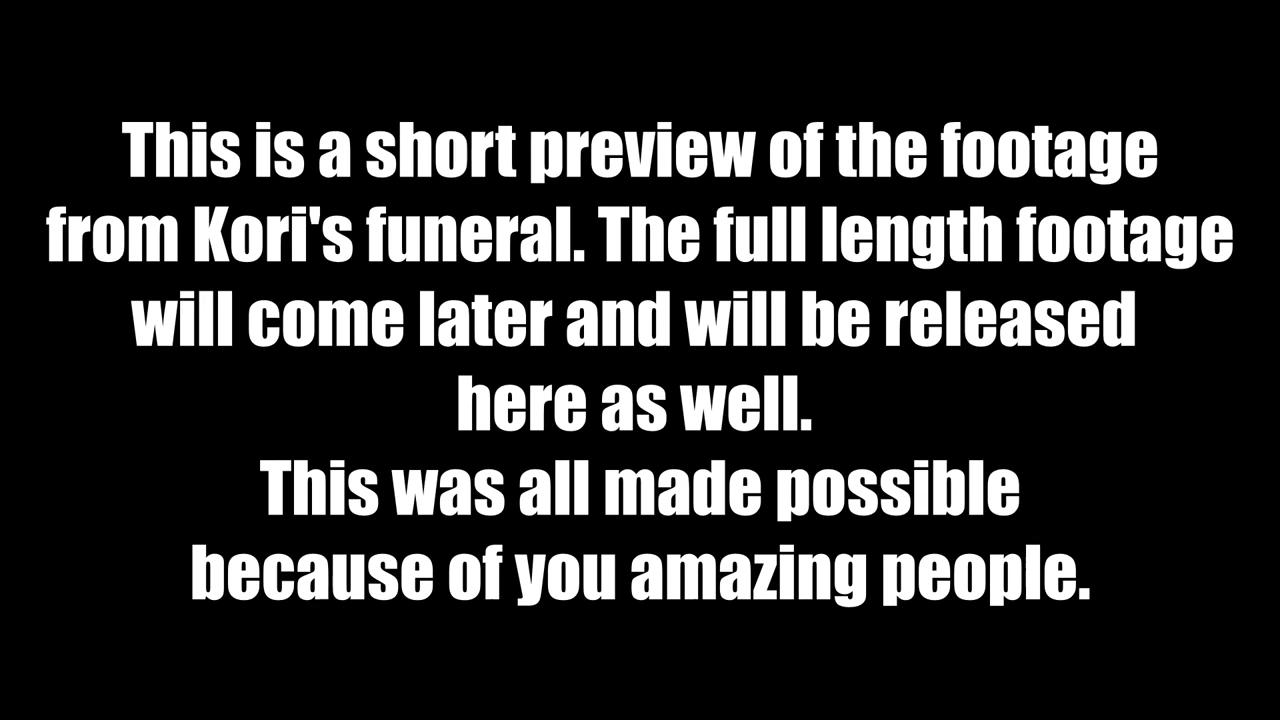 This is a short preview of the footage
from Kori's funeral. The full length footage
will come later and will be released
here as well.
This was all made possible
because of you amazing people.